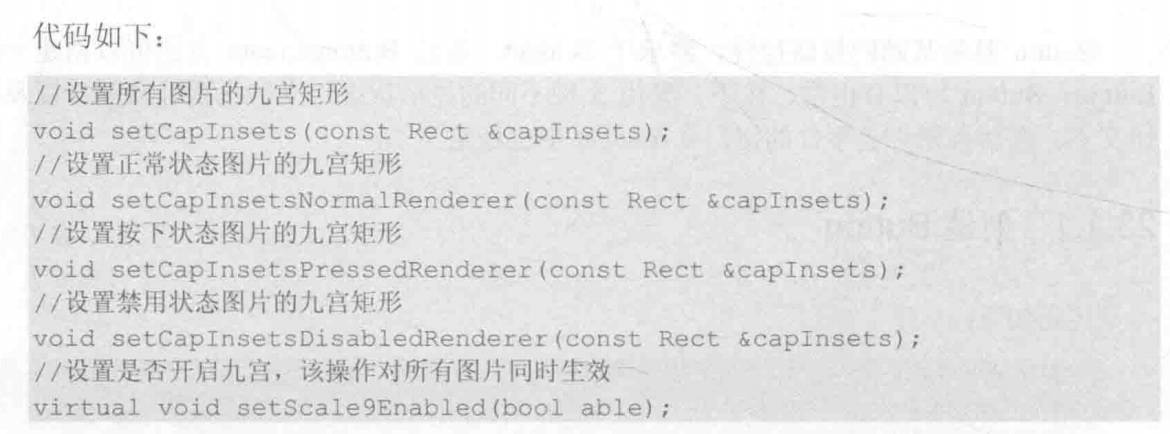 代码如下：
//设置所有图片的九宫矩形
void setCapInsets(const Rect &capInsets);
//设置正常状态图片的九宫矩形
void setCapInsetsNormalRenderer(const Rect &capInsets);
//设置按下状态图片的九宫矩形
void setCapInsetsPressedRenderer(const Rect &capInsets);
//设置禁用状态图片的九宫矩形
void setCapInsetsDisabledRenderer(const Rect &capInsets);
//设置是否开启九宫，该操作对所有图片同时生效
virtual void setScale9Enabled(bool able);